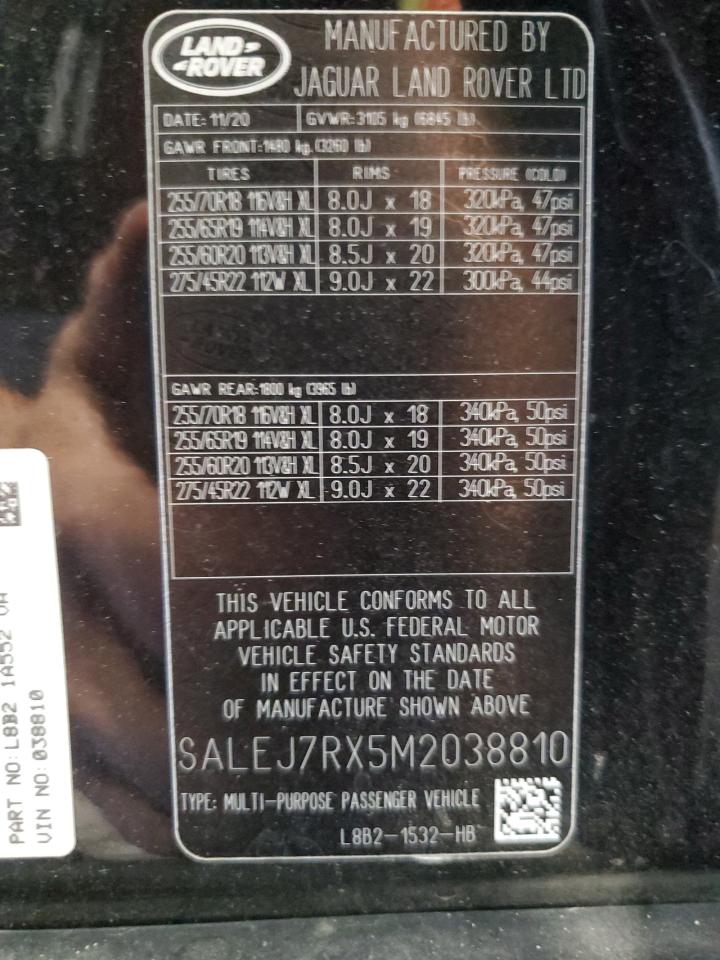 LAND ROVER
MANUFACTURED BY
JAGUAR LAND ROVER LTD
DATE: 11/20 GVWR:3105 kg (6845 lb)
GAWR FRONT:1480 kg (3260 lb)
TIRES RIMS PRESSURE (COLD)
255/70R18 116V&H XL 8.0J x 18 320kPa, 47psi
255/65R19 114V&H XL 8.0J x 19 320kPa, 47psi
255/60R20 113V&H XL 8.5J x 20 320kPa, 47psi
275/45R22 112W XL 9.0J x 22 300kPa, 44psi
GAWR REAR:1800 kg (3965 lb)
255/70R18 116V&H XL 8.0J x 18 340kPa, 50psi
255/65R19 114V&H XL 8.0J x 19 340kPa, 50psi
255/60R20 113V&H XL 8.5J x 20 340kPa, 50psi
275/45R22 112W XL 9.0J x 22 340kPa, 50psi
THIS VEHICLE CONFORMS TO ALL
APPLICABLE U.S. FEDERAL MOTOR
VEHICLE SAFETY STANDARDS
IN EFFECT ON THE DATE
OF MANUFACTURE SHOWN ABOVE
SALEJ7RX5M2038810
TYPE: MULTI-PURPOSE PASSENGER VEHICLE
L8B2-1532-HB
PART NO:L8B2 1A552
VIN NO:038810